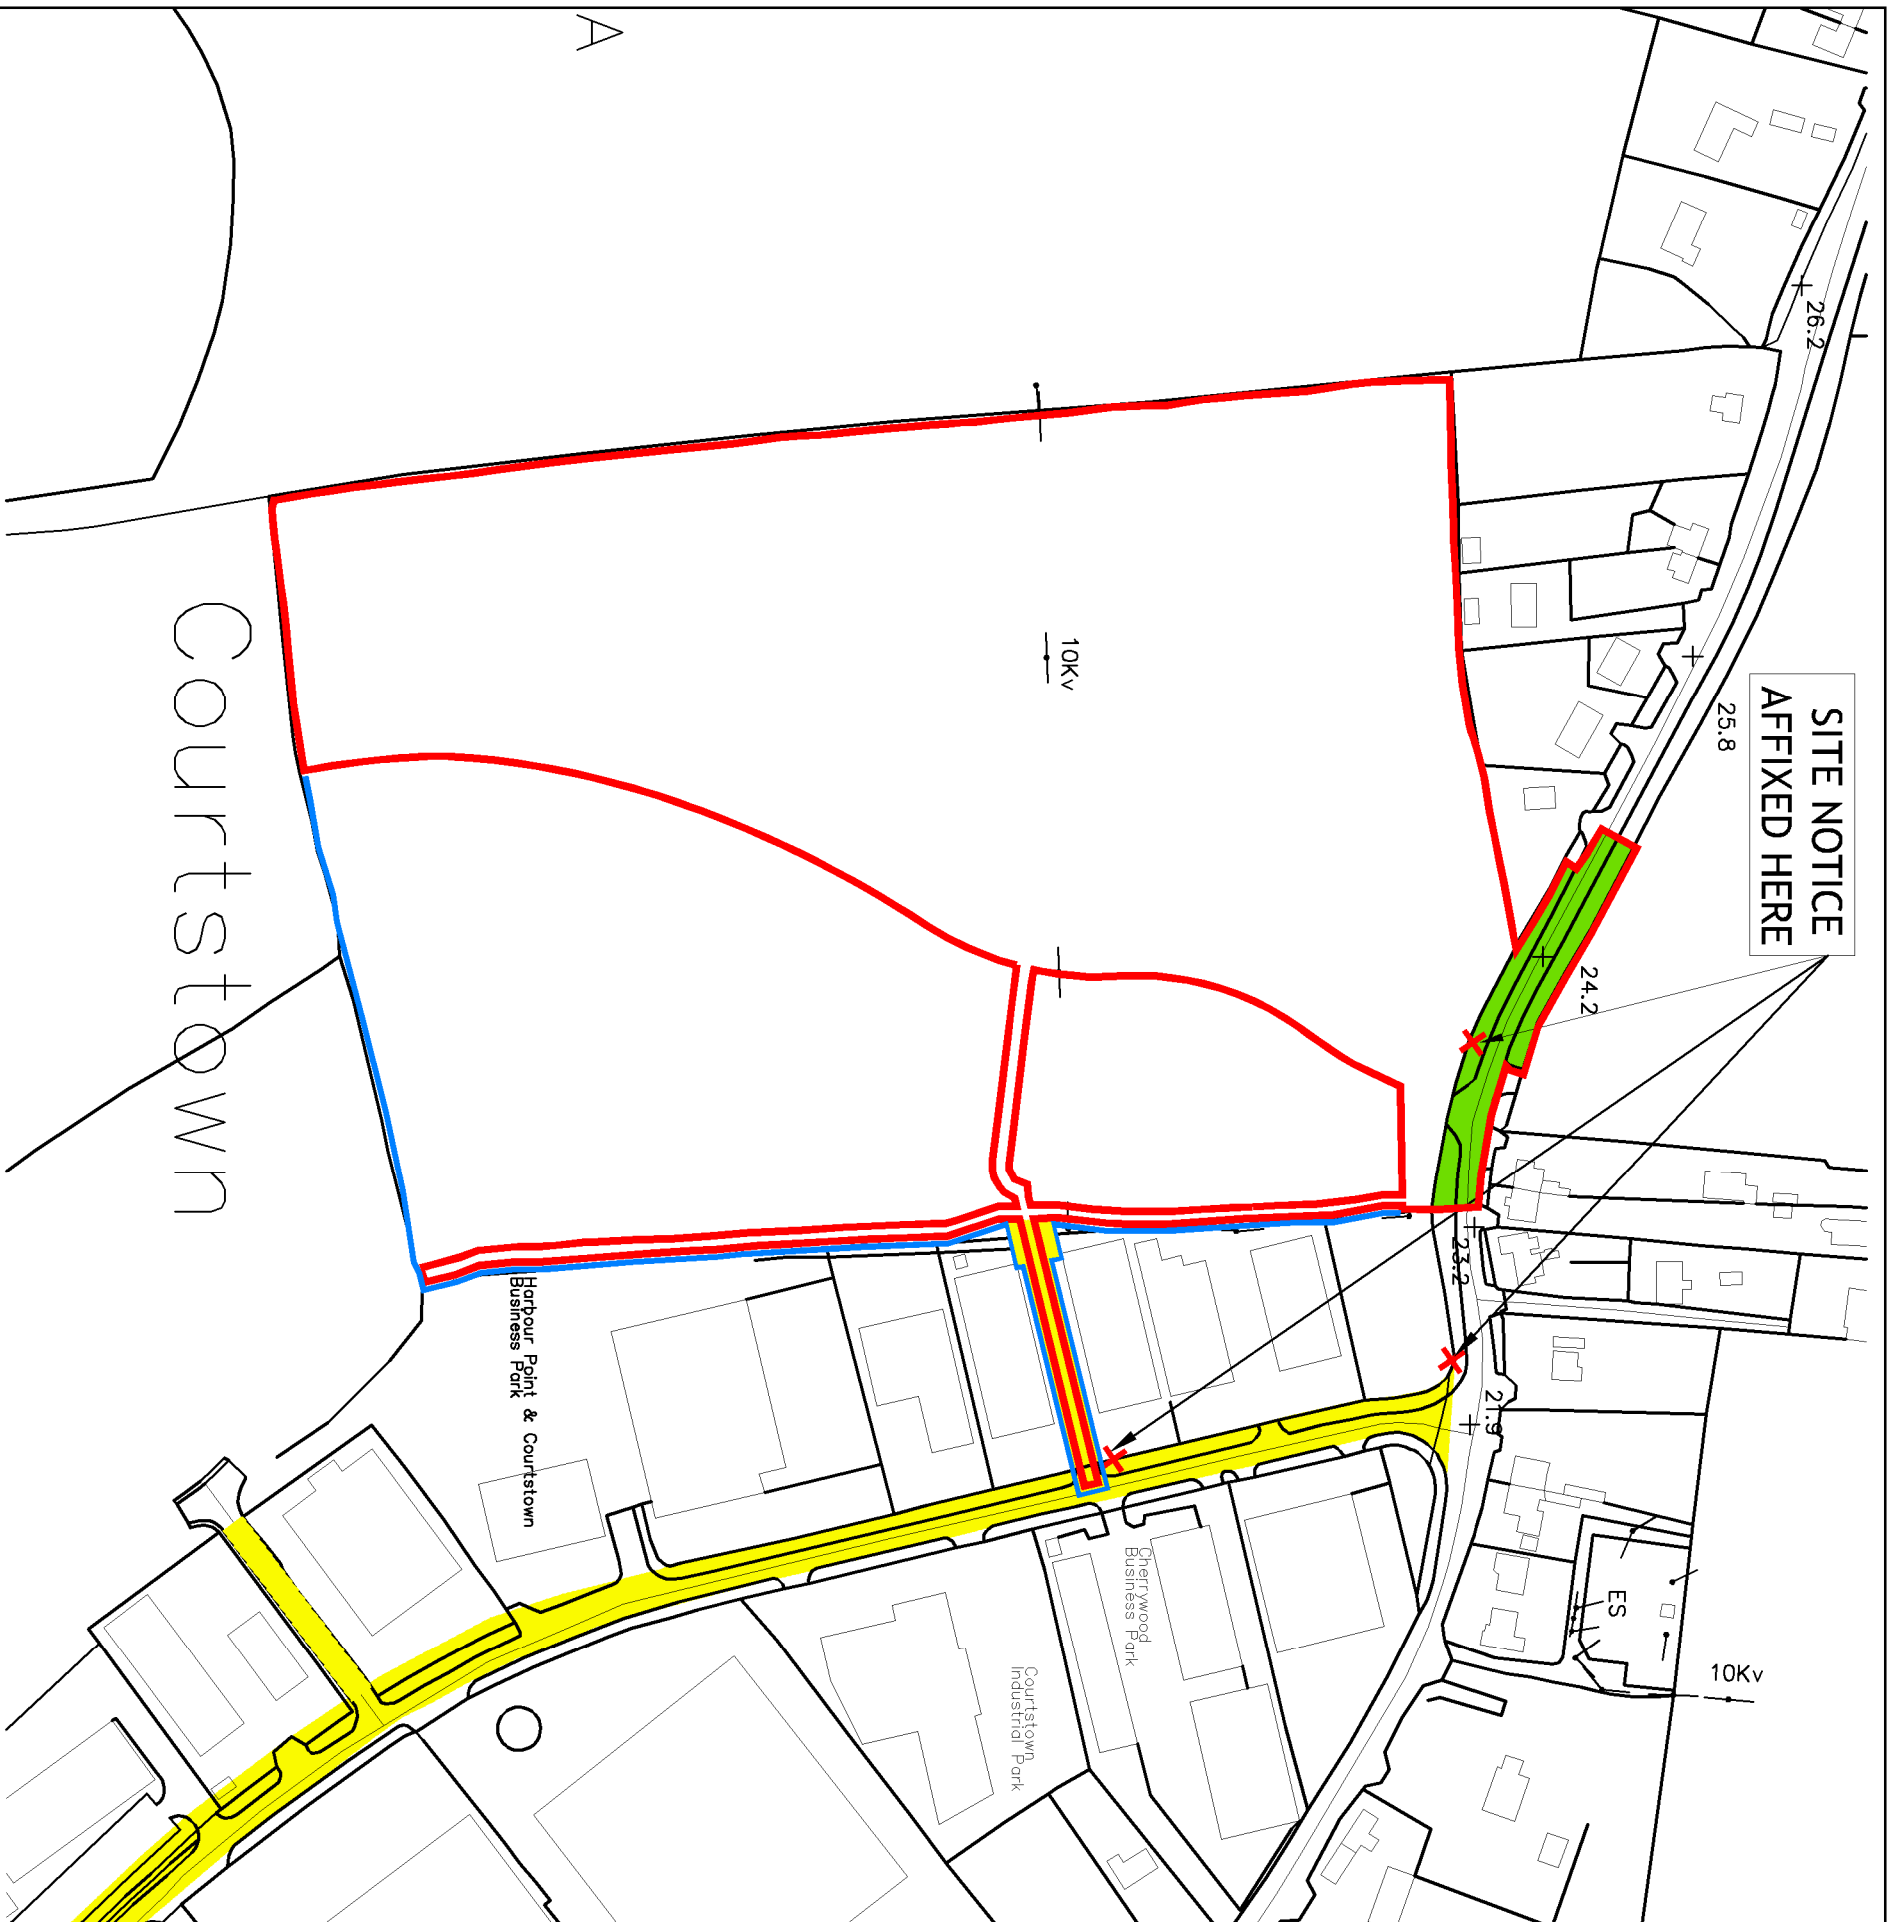 SITE NOTICE
AFFIXED HERE
26.2
25.8
24.2
23.2
21.9
10Kv
10Kv
ES
A
Courtstown
Harbour Point & Courtstown
Business Park
Cherrywood
Business Park
Courtstown
Industrial Park